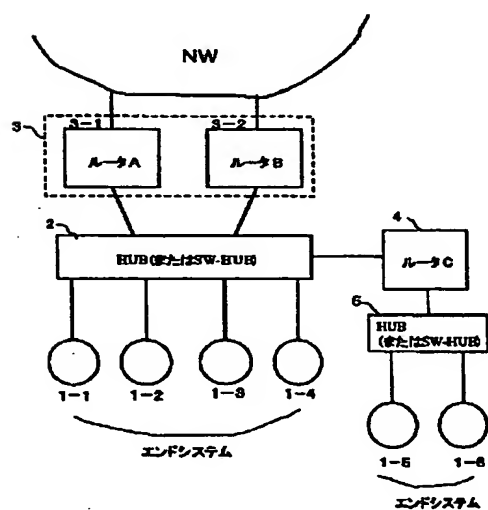 NW
3
3-1
3-2
ルータA
ルータB
2
HUB(またはSW-HUB)
4
ルータC
6
HUB
(またはSW-HUB)
1-1
1-2
1-3
1-4
エンドシステム
1-5
1-6
エンドシステム